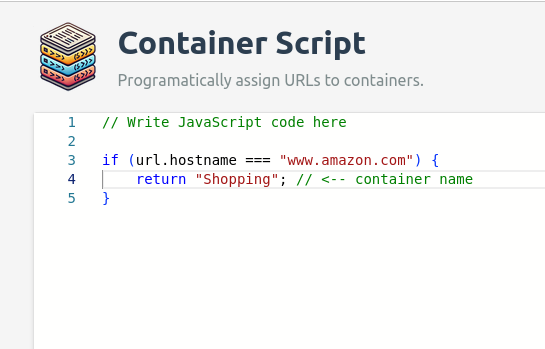 Container Script
Programatically assign URLs to containers.
1 // Write JavaScript code here
2
3 if (url.hostname === "www.amazon.com") {
4     return "Shopping"; // <-- container name
5 }